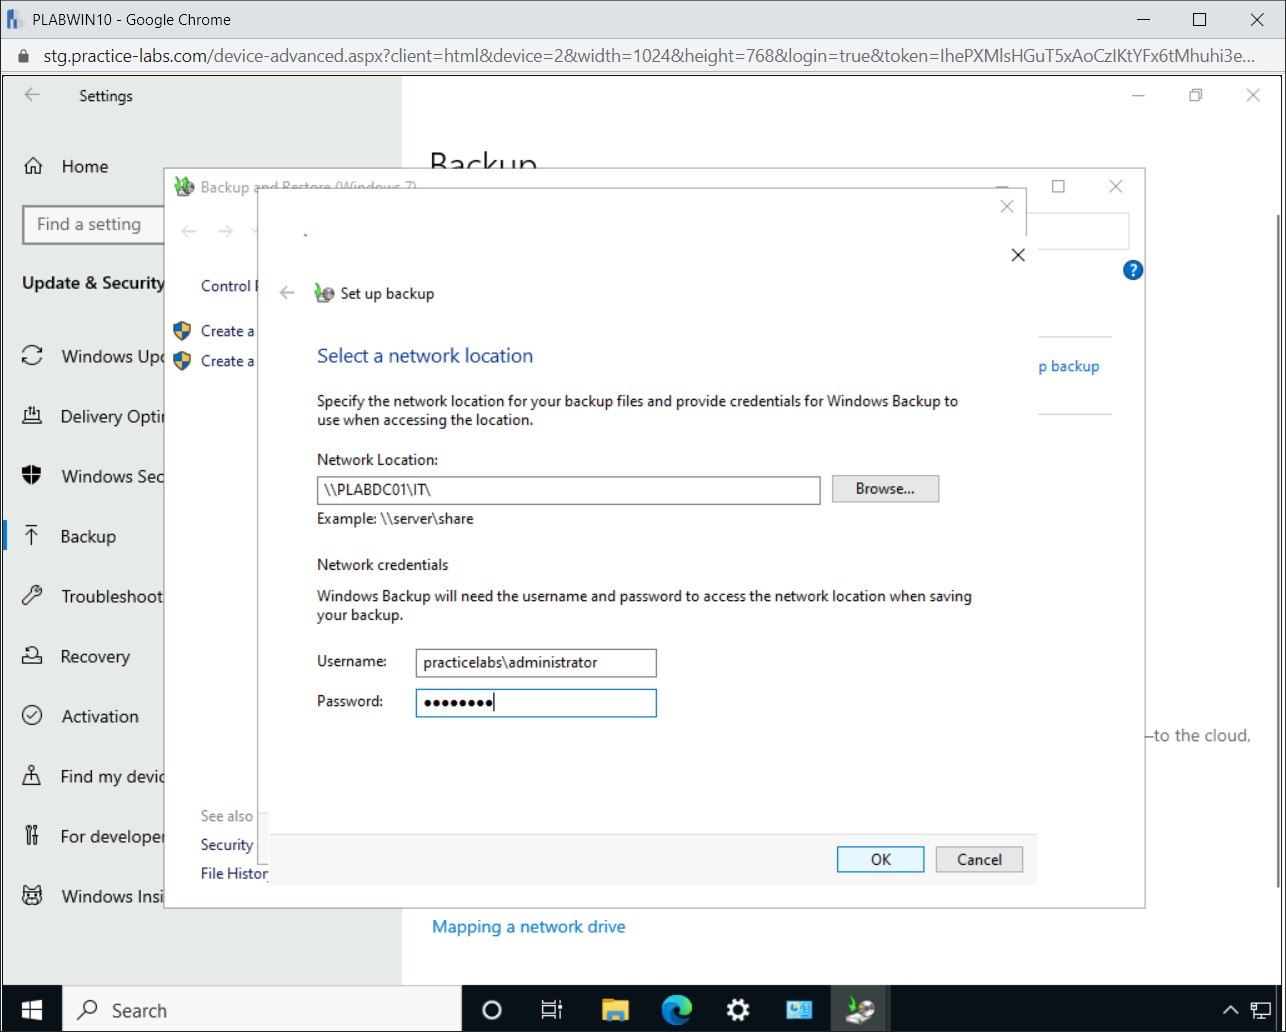 PLABWIN10 - Google Chrome
stg.practice-labs.com/device-advanced.aspx?client=html&device=2&width=1024&height=768&login=true&token=IhePXMlsHGuT5xAoCzIKtYFx6tMhuhi3e...
Settings
Backup
Home
Backup and Restore (Windows 7)
Find a setting
Update & Security
Control P
?
Set up backup
Create a
Create a
Windows Upd
Select a network location
p backup
Specify the network location for your backup files and provide credentials for Windows Backup to
use when accessing the location.
Delivery Optim
Network Location:
Windows Sec
\\PLABDC01\IT\
Browse...
Example: \\server\share
Backup
Network credentials
Windows Backup will need the username and password to access the network location when saving
your backup.
Troubleshoot
Recovery
Username:
practicelabs\administrator
Password:
••••••••
Activation
–to the cloud,
Find my devic
See also
For developer
Security
File History
OK
Cancel
Windows Insi
Mapping a network drive
Search